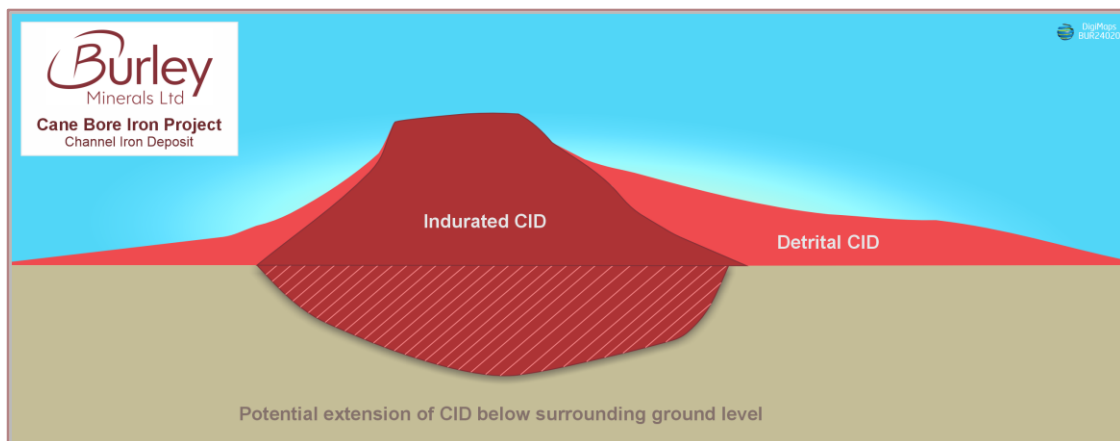 Burley
Minerals Ltd
Cane Bore Iron Project
Channel Iron Deposit
DigiMaps
BUR24020
Indurated CID
Detrital CID
Potential extension of CID below surrounding ground level